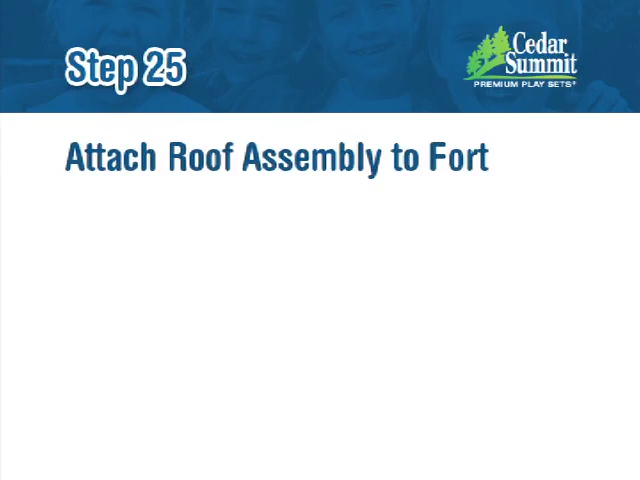 Step 25
Cedar
Summit
PREMIUM PLAY SETS®
Attach Roof Assembly to Fort